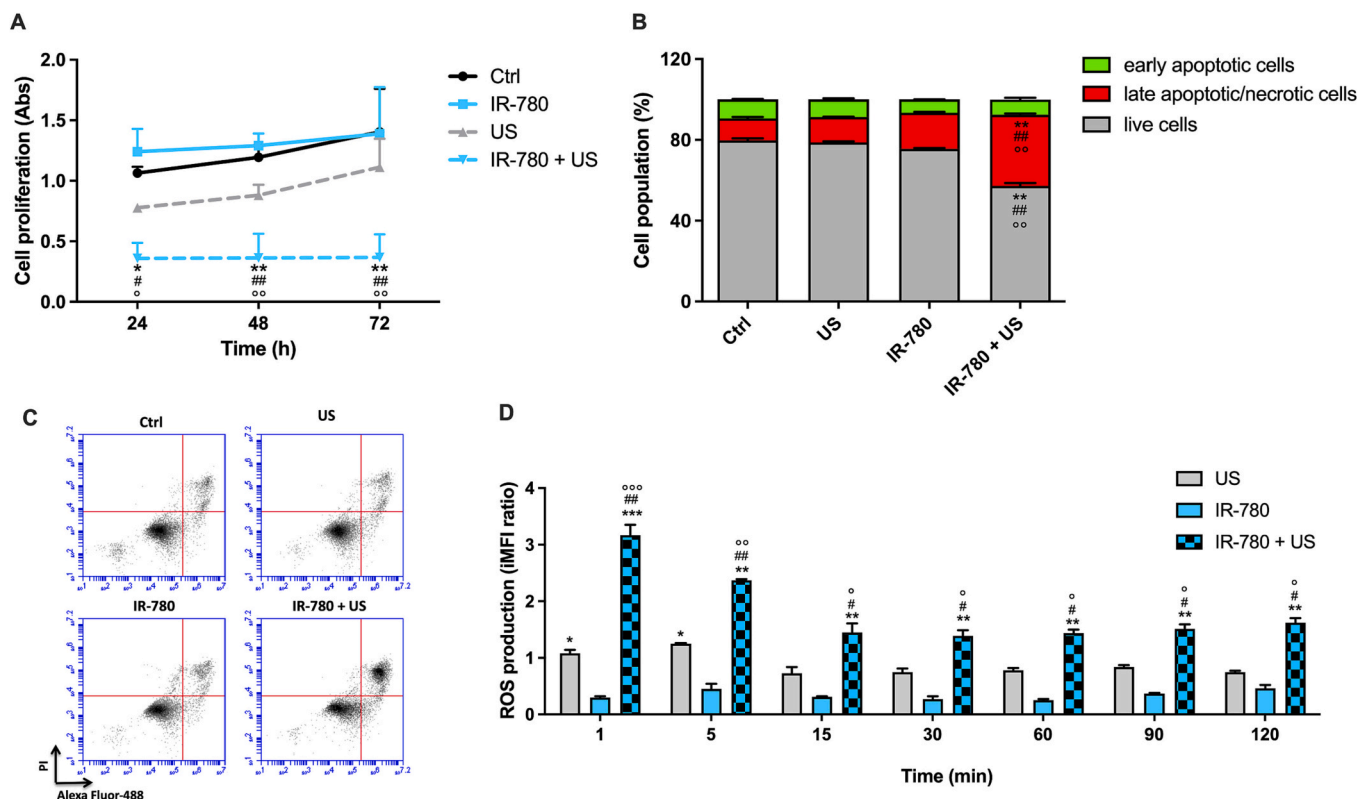 A
Cell proliferation (Abs)
2.0
1.5
1.0
0.5
0.0
24
48
72
Time (h)
Ctrl
IR-780
US
IR-780 + US
*
#
°
**
##
°°
**
##
°°
B
Cell population (%)
120
80
40
0
Ctrl
US
IR-780
IR-780 + US
**
##
°°
**
##
°°
early apoptotic cells
late apoptotic/necrotic cells
live cells
C
Ctrl
US
IR-780
IR-780 + US
PI
Alexa Fluor-488
D
ROS production (iMFI ratio)
4
3
2
1
0
*
°°°
##
***
*
°°
##
**
°
#
**
°
#
**
°
#
**
°
#
**
°
#
**
1
5
15
30
60
90
120
Time (min)
US
IR-780
IR-780 + US